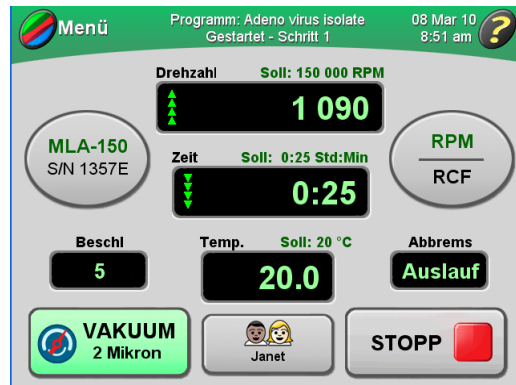 Menü
Programm: Adeno virus isolate
Gestartet - Schritt 1
08 Mar 10
8:51 am
?
Drehzahl
Soll: 150 000 RPM
1 090
MLA-150
S/N 1357E
RPM
RCF
Zeit
Soll: 0:25 Std:Min
0:25
Beschl
5
Temp.
Soll: 20 °C
20.0
Abbrems
Auslauf
VAKUUM
2 Mikron
Janet
STOPP